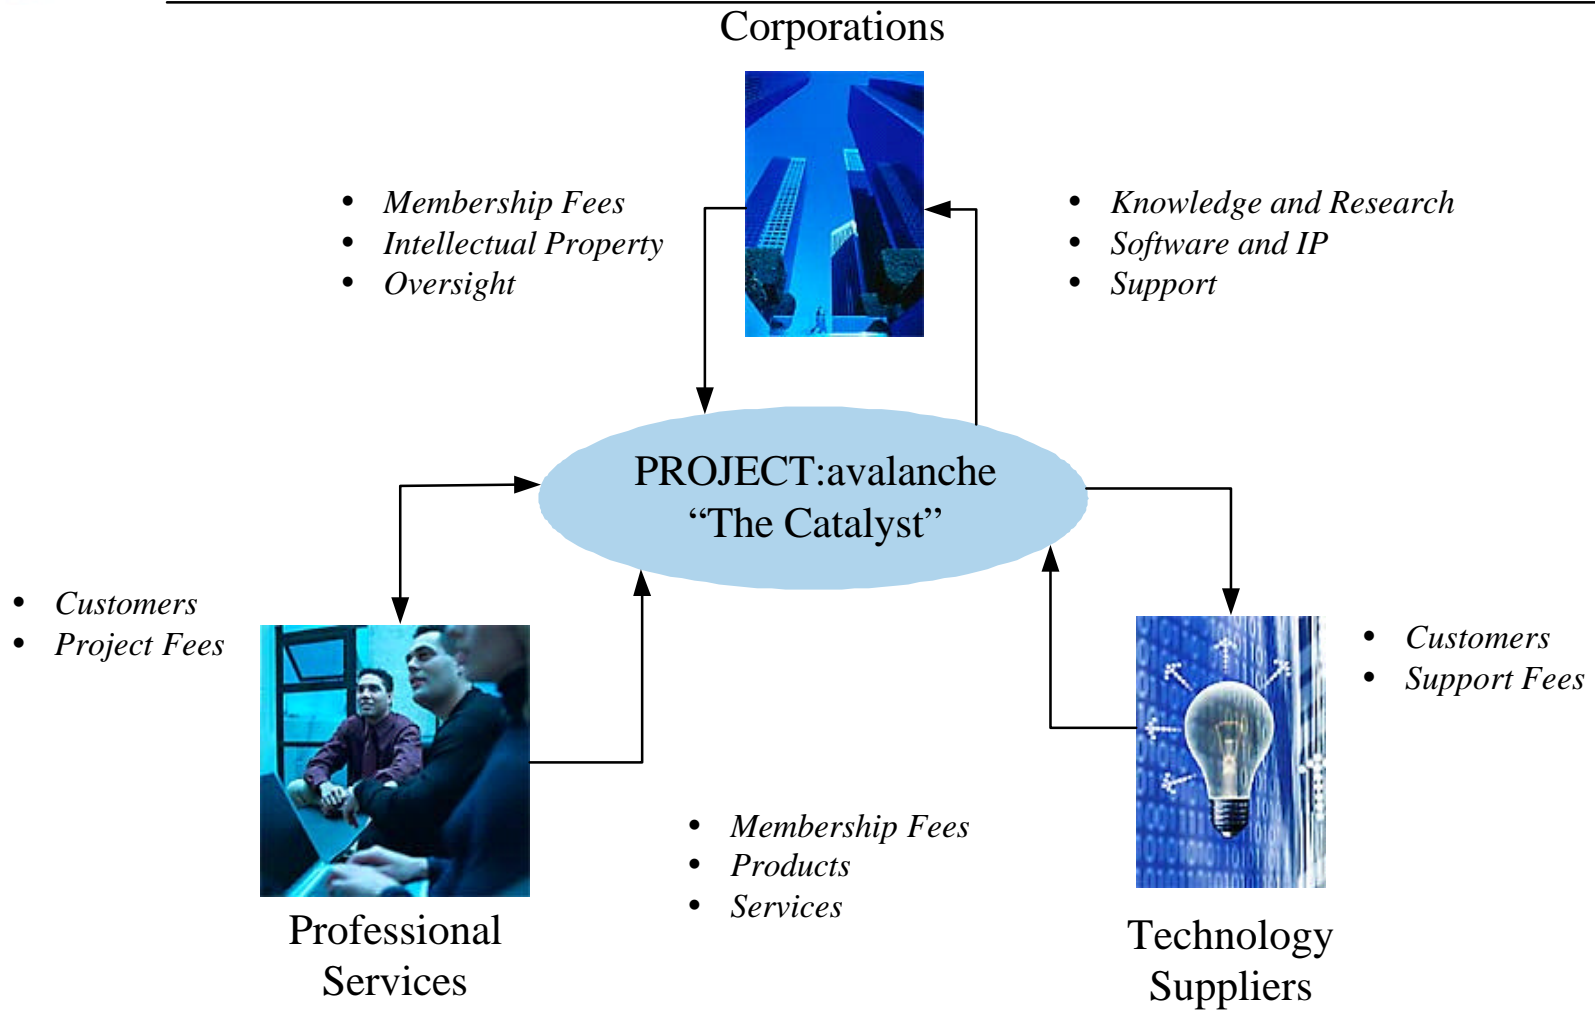 Corporations
• Membership Fees
• Intellectual Property
• Oversight
• Knowledge and Research
• Software and IP
• Support
PROJECT:avalanche
“The Catalyst”
• Customers
• Project Fees
• Customers
• Support Fees
• Membership Fees
• Products
• Services
Professional
Services
Technology
Suppliers